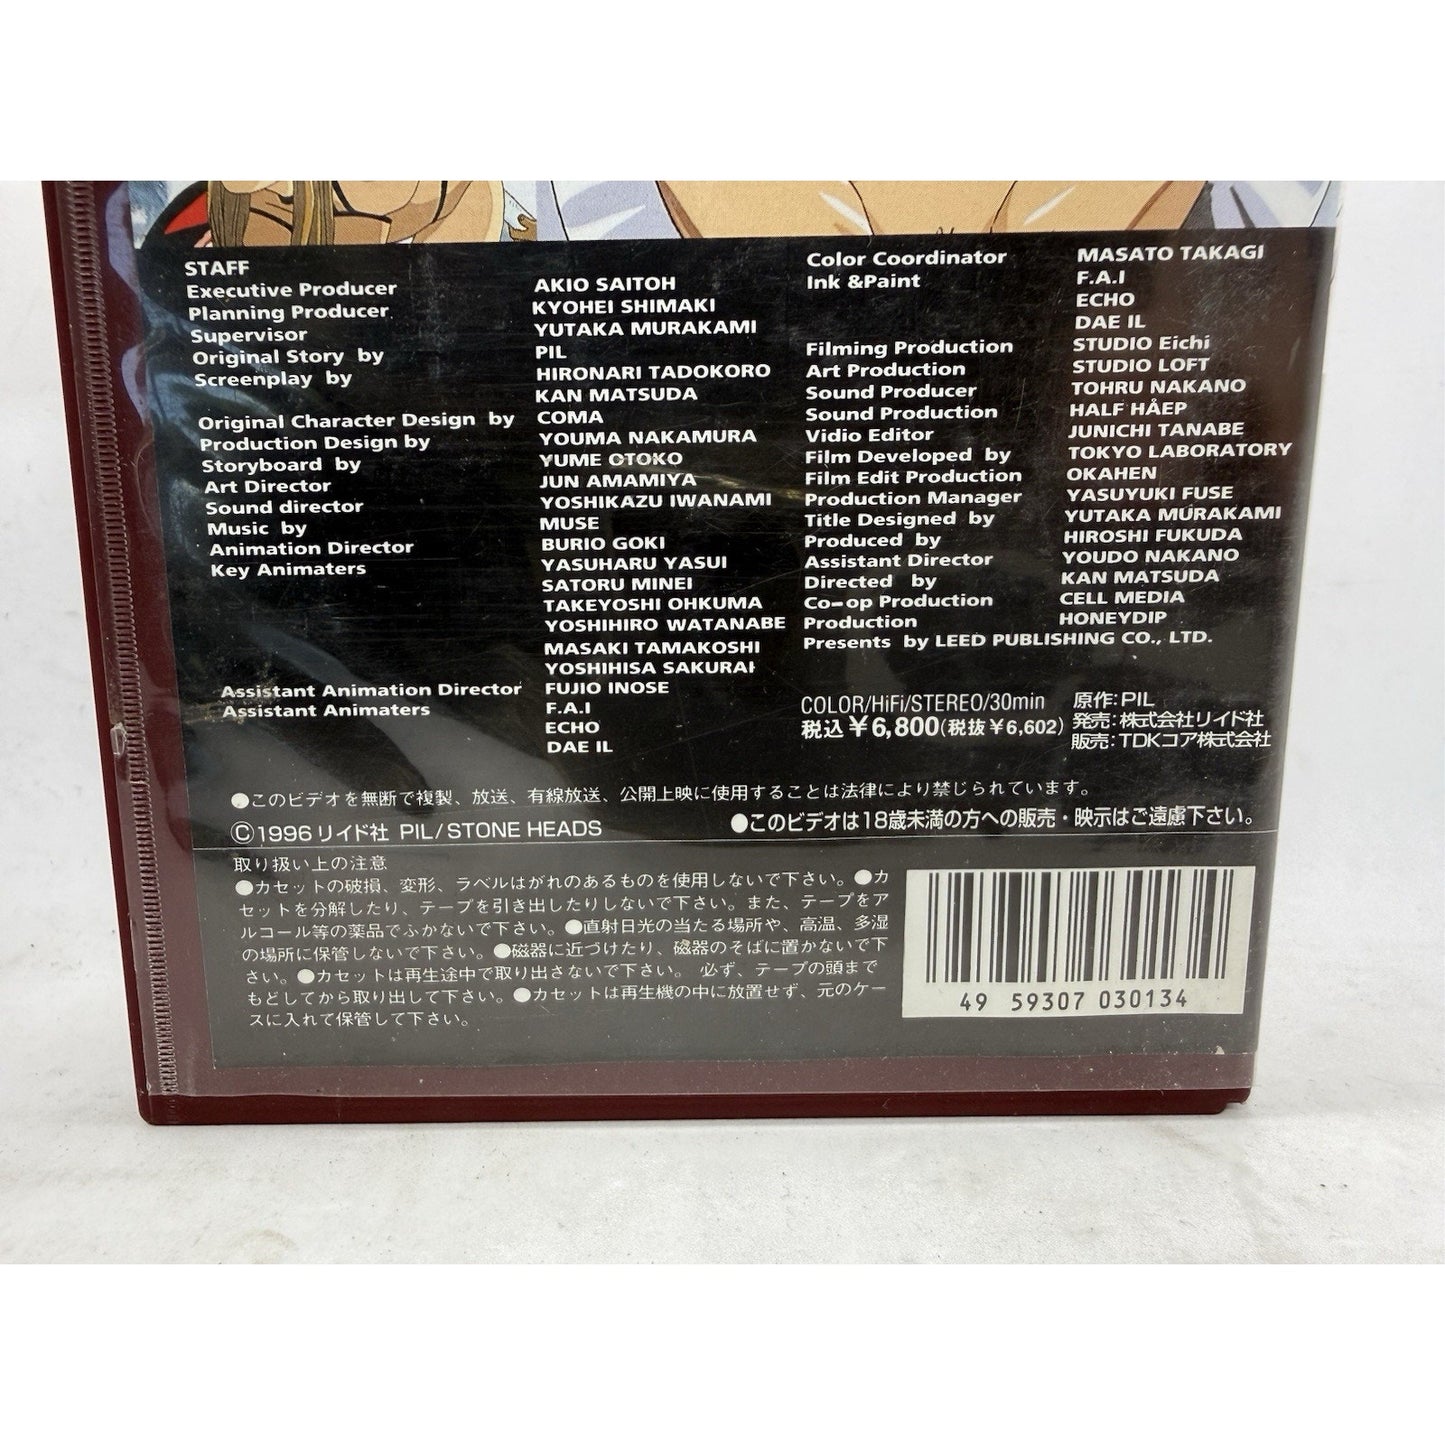 STAFF
Executive Producer AKIO SAITOH
Planning Producer KYOHEI SHIMAKI
Supervisor YUTAKA MURAKAMI
Original Story by PIL
Screenplay by HIRONARI TADOKORO
KAN MATSUDA
Original Character Design by COMA
Production Design by YOUMA NAKAMURA
Storyboard by YUME OTOKO
Art Director JUN AMAMIYA
Sound director YOSHIKAZU IWANAMI
Music by MUSE
Animation Director BURIO GOKI
Key Animaters YASUHARU YASUI
SATORU MINEI
TAKEYOSHI OHKUMA
YOSHIHIRO WATANABE
MASAKI TAMAKOSHI
YOSHIHISA SAKURAI
Assistant Animation Director FUJIO INOSE
Assistant Animaters F.A.I
ECHO
DAE IL
Color Coordinator MASATO TAKAGI
Ink &Paint F.A.I
ECHO
DAE IL
Filming Production STUDIO Eichi
Art Production STUDIO LOFT
Sound Producer TOHRU NAKANO
Sound Production HALF HÅEP
Vidio Editor JUNICHI TANABE
Film Developed by TOKYO LABORATORY
Film Edit Production OKAHEN
Production Manager YASUYUKI FUSE
Title Designed by YUTAKA MURAKAMI
Produced by HIROSHI FUKUDA
Assistant Director YOUDO NAKANO
Directed by KAN MATSUDA
Co-op Production CELL MEDIA
Production HONEYDIP
Presents by LEED PUBLISHING CO., LTD.
COLOR/HiFi/STEREO/30min
税込￥6,800(税抜￥6,602)
原作:PIL
発売:株式会社リイド社
販売:TDKコア株式会社
●このビデオを無断で複製、放送、有線放送、公開上映に使用することは法律により禁じられています。
©1996 リイド社 PIL/STONE HEADS
●このビデオは18歳未満の方への販売・映示はご遠慮下さい。
取り扱い上の注意
●カセットの破損、変形、ラベルはがれのあるものを使用しないで下さい。●カ
セットを分解したり、テープを引き出したりしないで下さい。また、テープをア
ルコール等の薬品でふかないで下さい。●直射日光の当たる場所や、高温、多湿
の場所に保管しないで下さい。●磁器に近づけたり、磁器のそばに置かないで下
さい。●カセットは再生途中で取り出さないで下さい。 必ず、テープの頭まで
もどしてから取り出して下さい。●カセットは再生機の中に放置せず、元のケー
スに入れて保管して下さい。
49 59307 030134